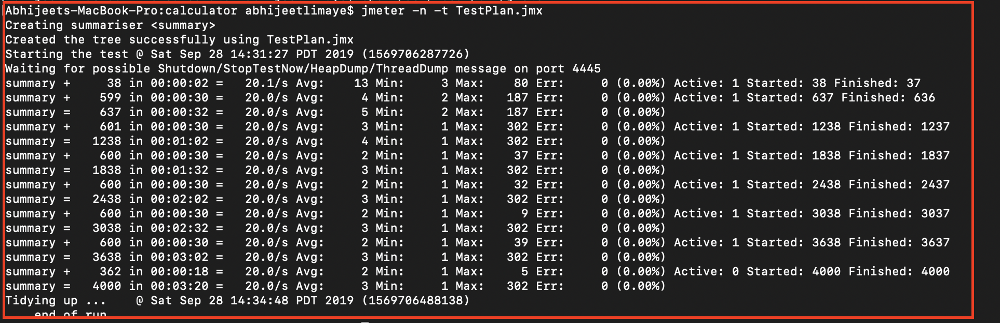 Abhijeets-MacBook-Pro:calculator abhijeetlimaye$ jmeter -n -t TestPlan.jmx
Creating summariser <summary>
Created the tree successfully using TestPlan.jmx
Starting the test @ Sat Sep 28 14:31:27 PDT 2019 (1569706287726)
Waiting for possible Shutdown/StopTestNow/HeapDump/ThreadDump message on port 4445
summary +     38 in 00:00:02 =   20.1/s Avg:    13 Min:     3 Max:    80 Err:     0 (0.00%) Active: 1 Started: 38 Finished: 37
summary +    599 in 00:00:30 =   20.0/s Avg:     4 Min:     2 Max:   187 Err:     0 (0.00%) Active: 1 Started: 637 Finished: 636
summary =    637 in 00:00:32 =   20.0/s Avg:     5 Min:     2 Max:   187 Err:     0 (0.00%)
summary +    601 in 00:00:30 =   20.0/s Avg:     3 Min:     1 Max:   302 Err:     0 (0.00%) Active: 1 Started: 1238 Finished: 1237
summary =   1238 in 00:01:02 =   20.0/s Avg:     4 Min:     1 Max:   302 Err:     0 (0.00%)
summary +    600 in 00:00:30 =   20.0/s Avg:     2 Min:     1 Max:    37 Err:     0 (0.00%) Active: 1 Started: 1838 Finished: 1837
summary =   1838 in 00:01:32 =   20.0/s Avg:     3 Min:     1 Max:   302 Err:     0 (0.00%)
summary +    600 in 00:00:30 =   20.0/s Avg:     2 Min:     1 Max:    32 Err:     0 (0.00%) Active: 1 Started: 2438 Finished: 2437
summary =   2438 in 00:02:02 =   20.0/s Avg:     3 Min:     1 Max:   302 Err:     0 (0.00%)
summary +    600 in 00:00:30 =   20.0/s Avg:     2 Min:     1 Max:     9 Err:     0 (0.00%) Active: 1 Started: 3038 Finished: 3037
summary =   3038 in 00:02:32 =   20.0/s Avg:     3 Min:     1 Max:   302 Err:     0 (0.00%)
summary +    600 in 00:00:30 =   20.0/s Avg:     2 Min:     1 Max:    39 Err:     0 (0.00%) Active: 1 Started: 3638 Finished: 3637
summary =   3638 in 00:03:02 =   20.0/s Avg:     3 Min:     1 Max:   302 Err:     0 (0.00%)
summary +    362 in 00:00:18 =   20.0/s Avg:     2 Min:     1 Max:     5 Err:     0 (0.00%) Active: 0 Started: 4000 Finished: 4000
summary =   4000 in 00:03:20 =   20.0/s Avg:     3 Min:     1 Max:   302 Err:     0 (0.00%)
Tidying up ...    @ Sat Sep 28 14:34:48 PDT 2019 (1569706488138)
end of run